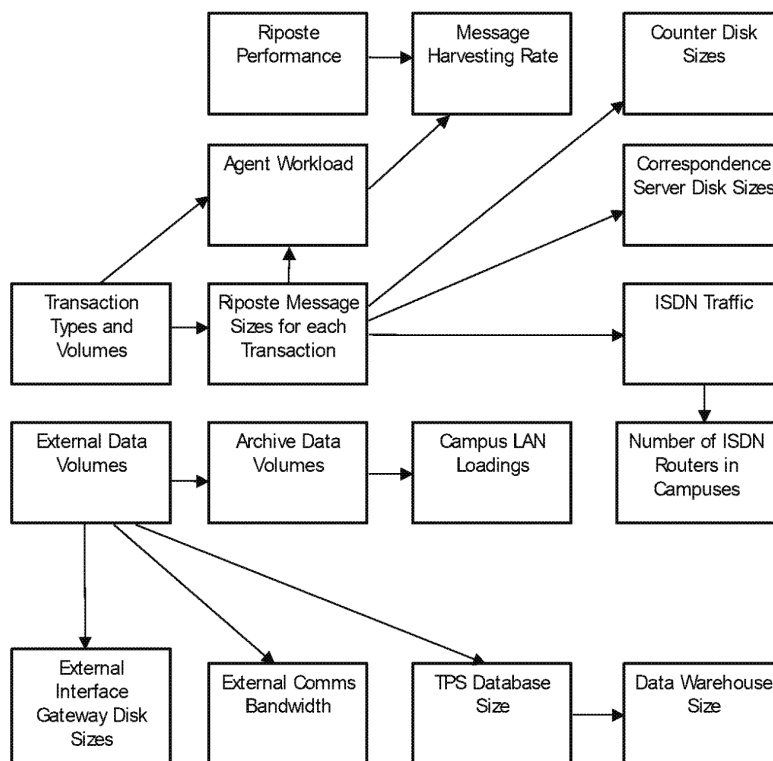 Riposte
Performance
Message
Harvesting Rate
Counter Disk
Sizes
Agent Workload
Correspondence
Server Disk Sizes
Transaction
Types and
Volumes
Riposte Message
Sizes for each
Transaction
ISDN Traffic
External Data
Volumes
Archive Data
Volumes
Campus LAN
Loadings
Number of ISDN
Routers in
Campuses
External
Interface
Gateway Disk
Sizes
External Comms
Bandwidth
TPS Database
Size
Data Warehouse
Size